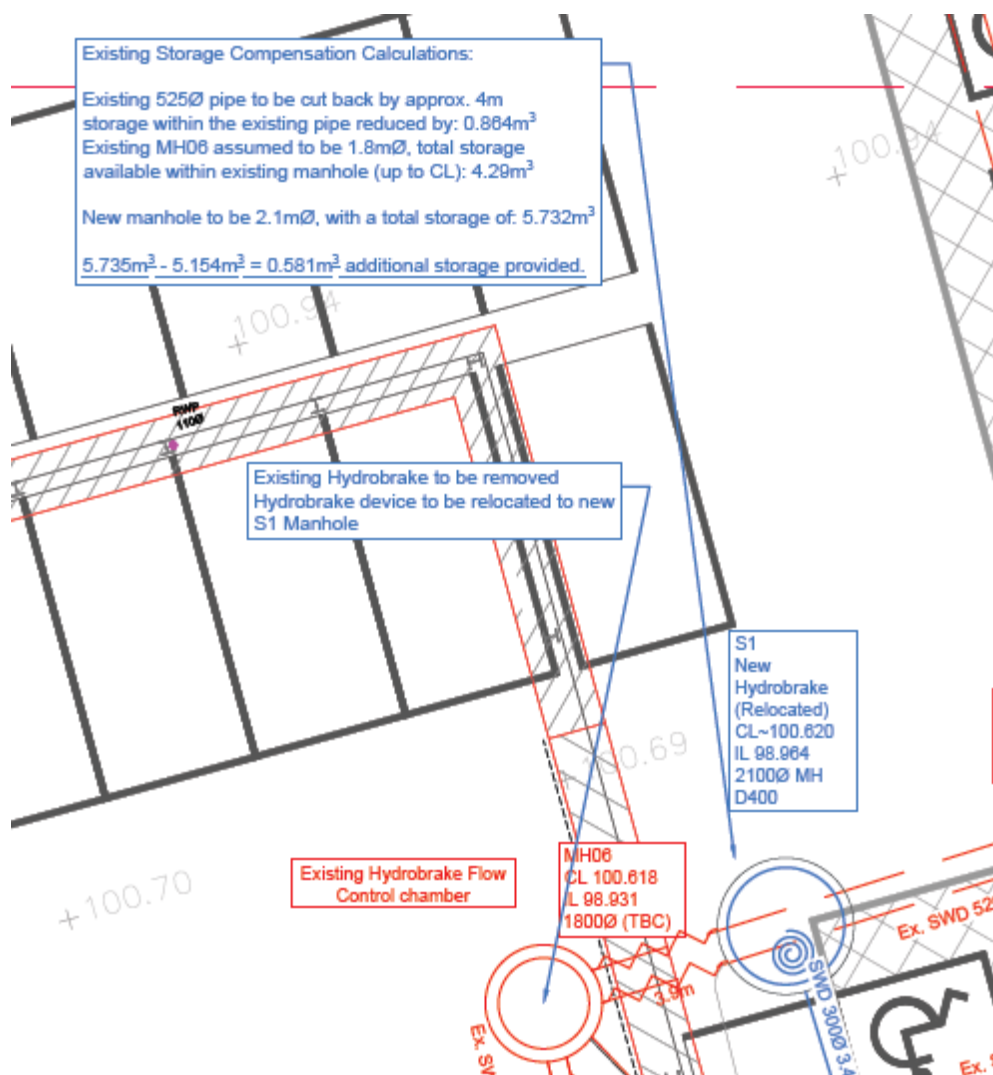 Existing Storage Compensation Calculations:
Existing 525Ø pipe to be cut back by approx. 4m
storage within the existing pipe reduced by: 0.864m³
Existing MH06 assumed to be 1.8mØ, total storage
available within existing manhole (up to CL): 4.29m³
New manhole to be 2.1mØ, with a total storage of: 5.732m³
5.735m³ - 5.154m³ = 0.581m³ additional storage provided.
100.94
100.94
RWP
110Ø
Existing Hydrobrake to be removed
Hydrobrake device to be relocated to new
S1 Manhole
S1
New
Hydrobrake
(Relocated)
CL~100.620
IL 98.964
2100Ø MH
D400
100.69
100.70
Existing Hydrobrake Flow
Control chamber
MH06
CL 100.618
IL 98.931
1800Ø (TBC)
3.9m
Ex. SWD 525
SWD 300Ø 3.4
Ex. SW
Ex.